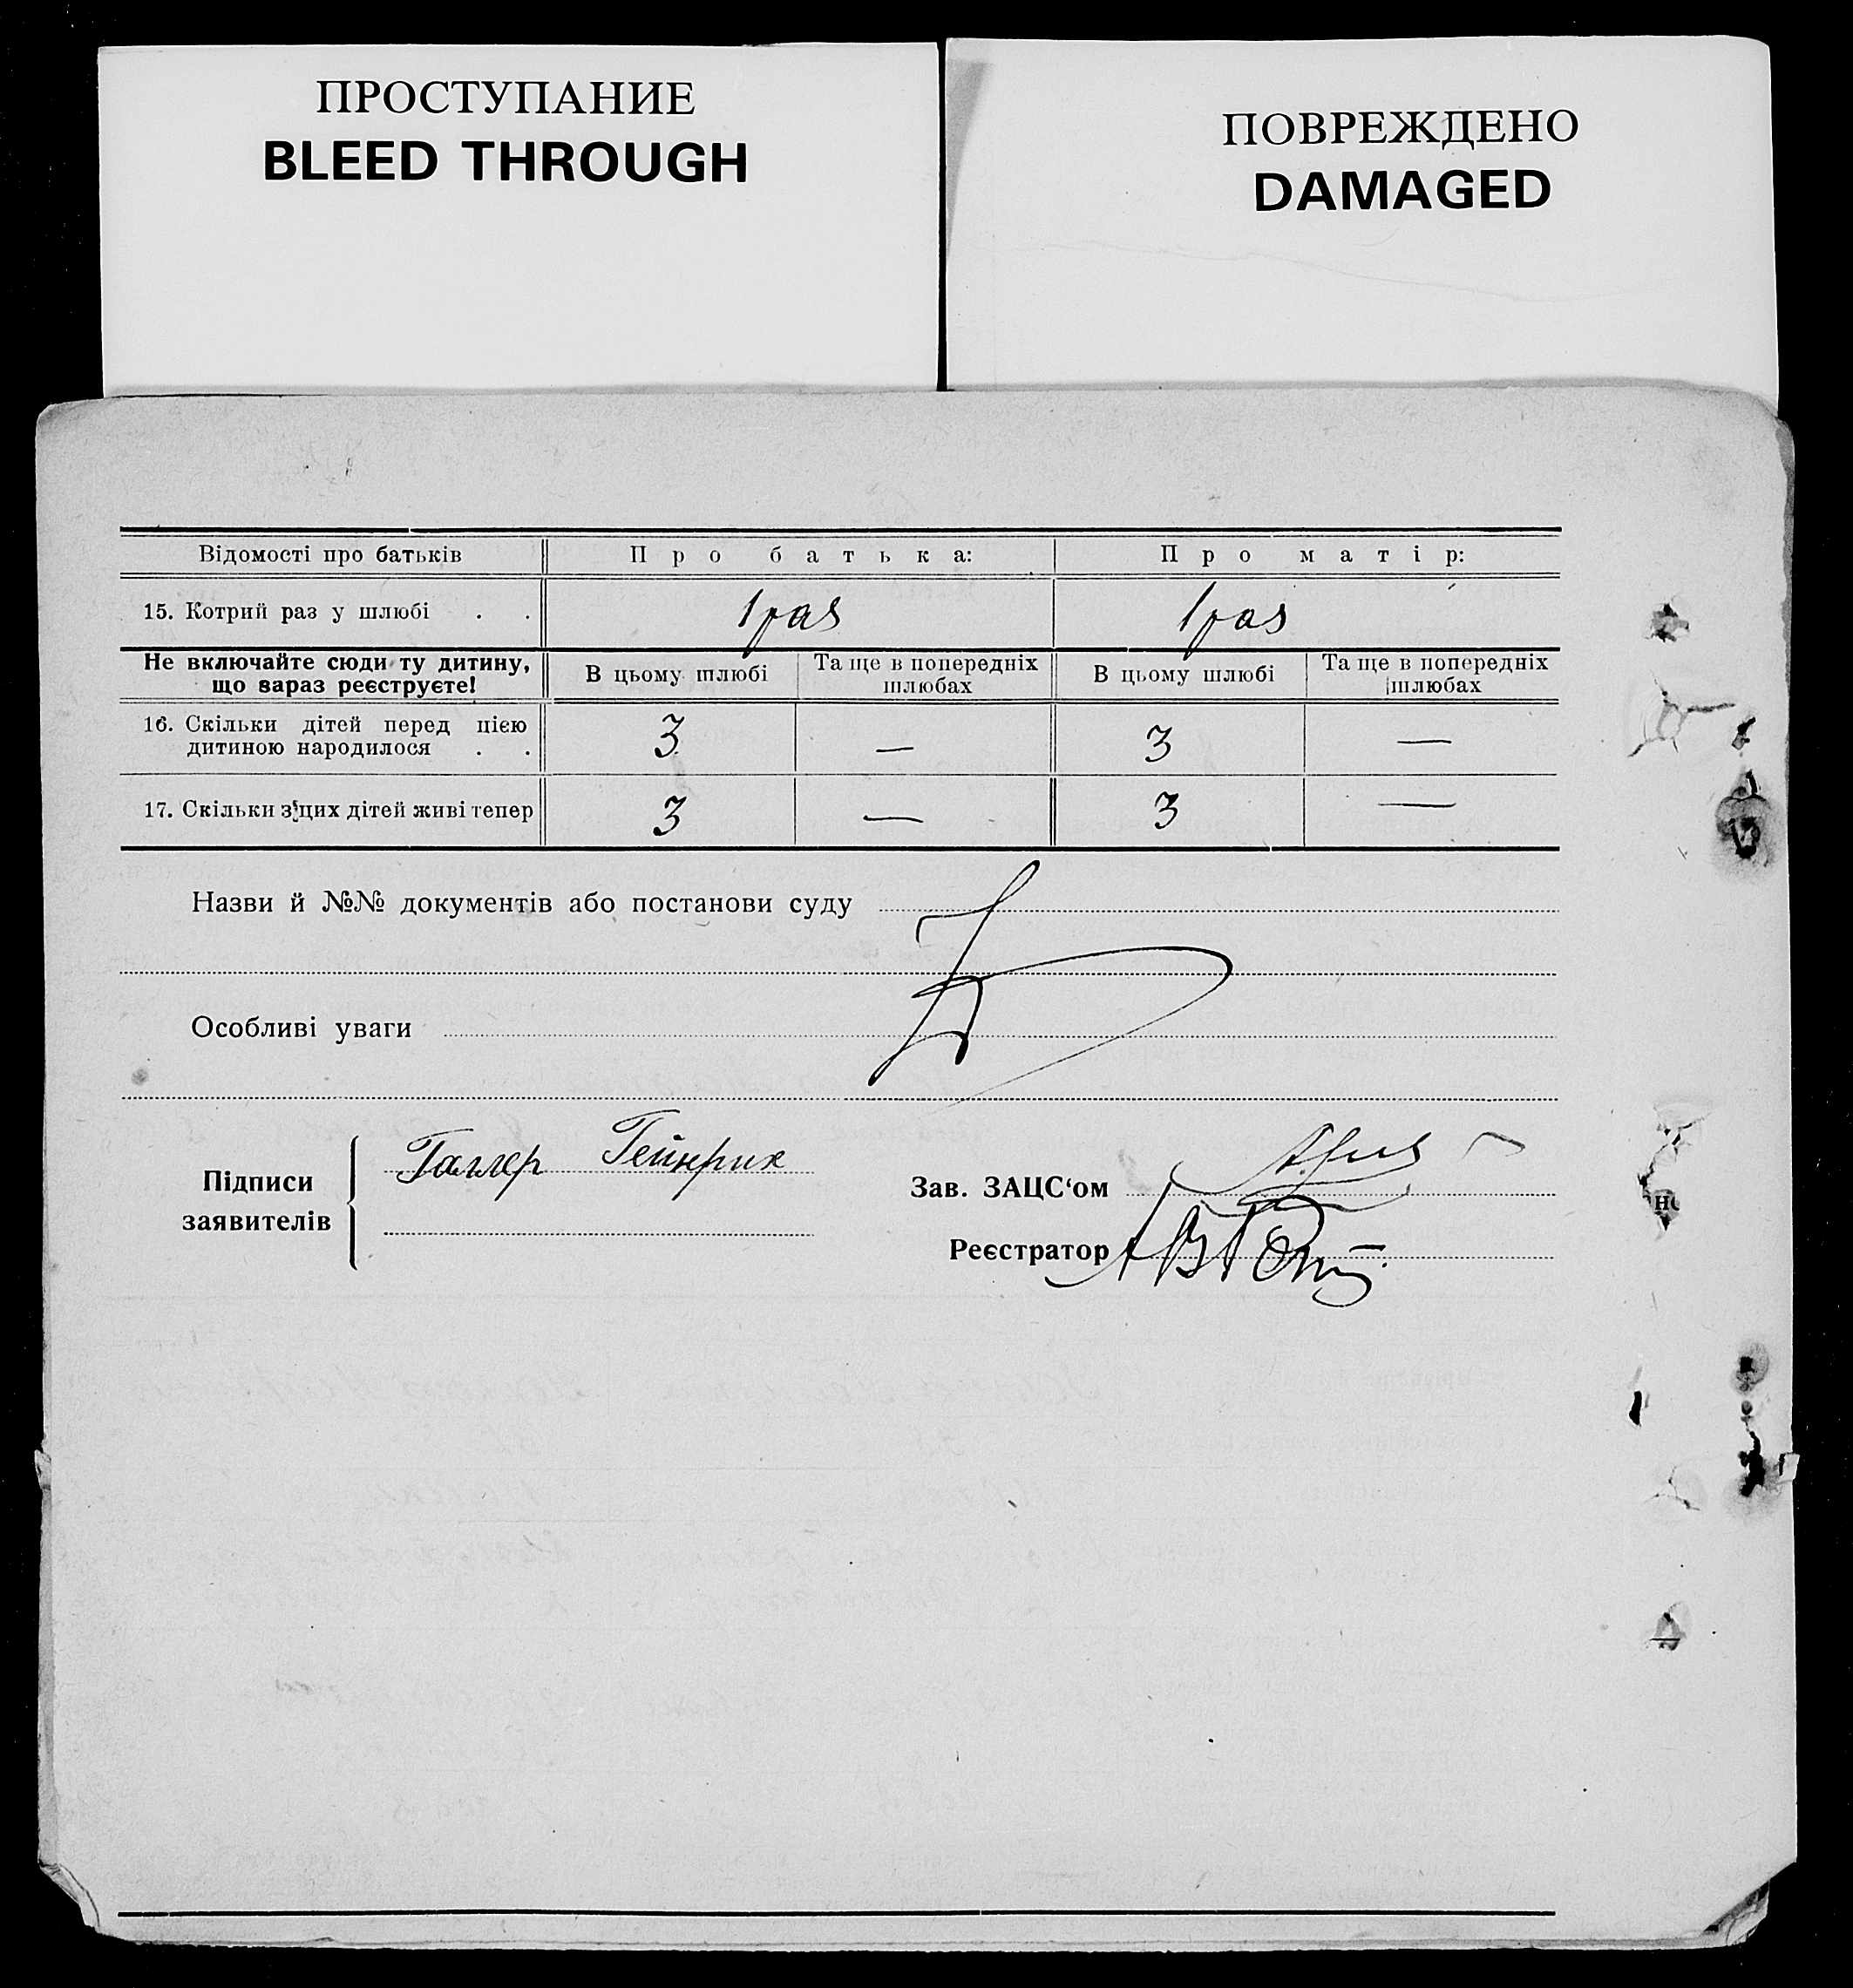 ПРОСТУПАНИЕ
BLEED THROUGH
ПОВРЕЖДЕНО
DAMAGED
Відомості про батьків Про батька: Про матір:
15. Котрий раз у шлюбі . . 1 раз 1 раз
Не включайте сюди ту дитину, що вараз реєструєте! В цьому шлюбі Та ще в попередніх шлюбах В цьому шлюбі Та ще в попередніх шлюбах
16. Скільки дітей перед цією дитиною народилося . . 3 — 3 —
17. Скільки з цих дітей живі тепер 3 — 3 —
Назви й №№ документів або постанови суду
Особливі уваги
Підписи заявителів Галлер Гейнрих
Зав. ЗАЦС‘ом
Реєстратор